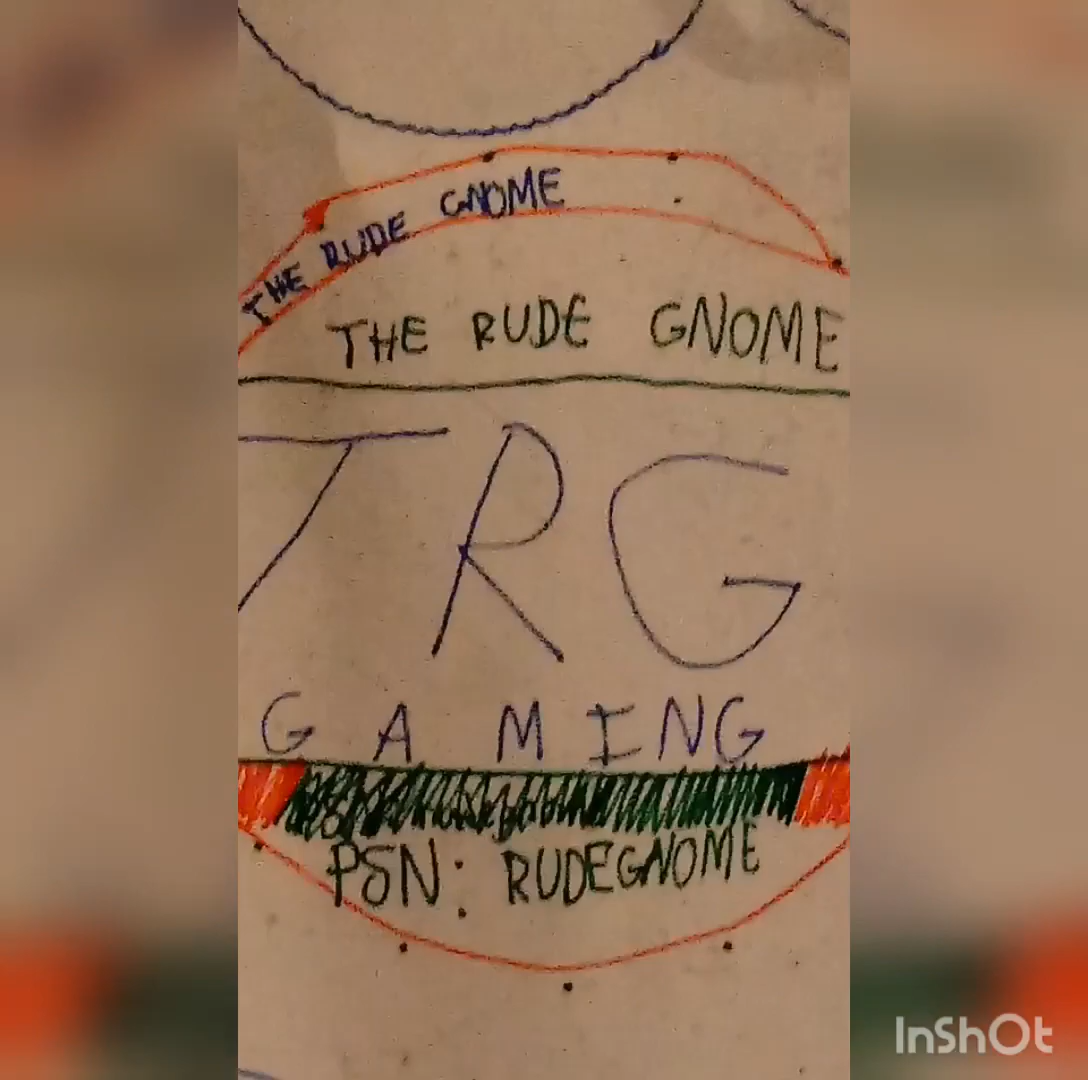 THE RUDE GNOME
THE RUDE GNOME
TRG
GAMING
PSN: RUDEGNOME
InShOt